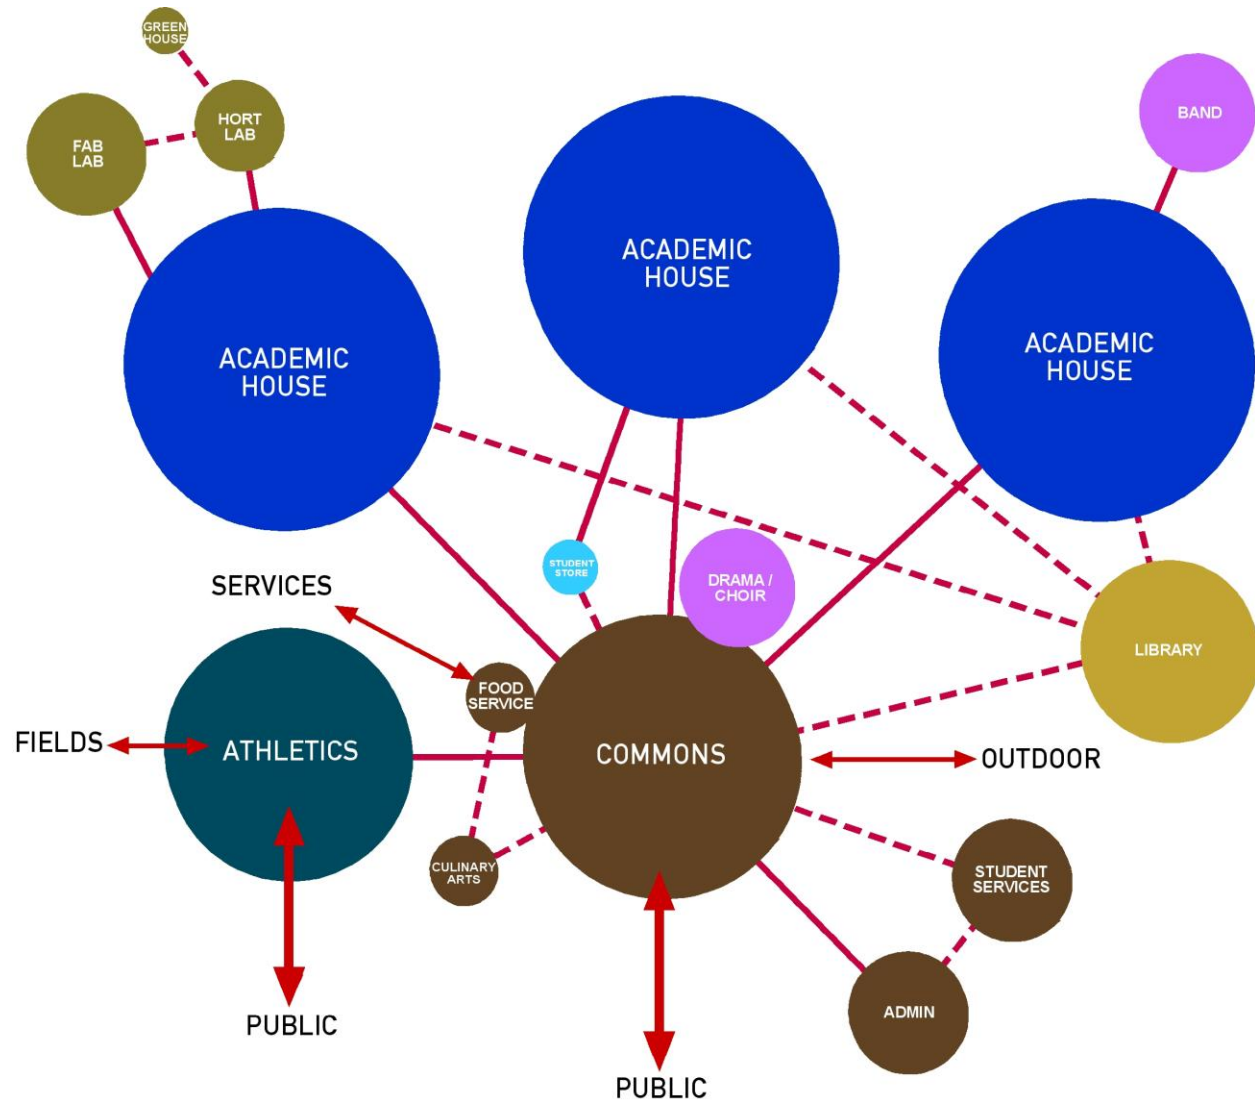 GREEN
HOUSE
HORT
LAB
FAB
LAB
BAND
ACADEMIC
HOUSE
ACADEMIC
HOUSE
ACADEMIC
HOUSE
STUDENT
STORE
DRAMA /
CHOIR
SERVICES
LIBRARY
FOOD
SERVICE
FIELDS
ATHLETICS
COMMONS
OUTDOOR
CULINARY
ARTS
STUDENT
SERVICES
ADMIN
PUBLIC
PUBLIC